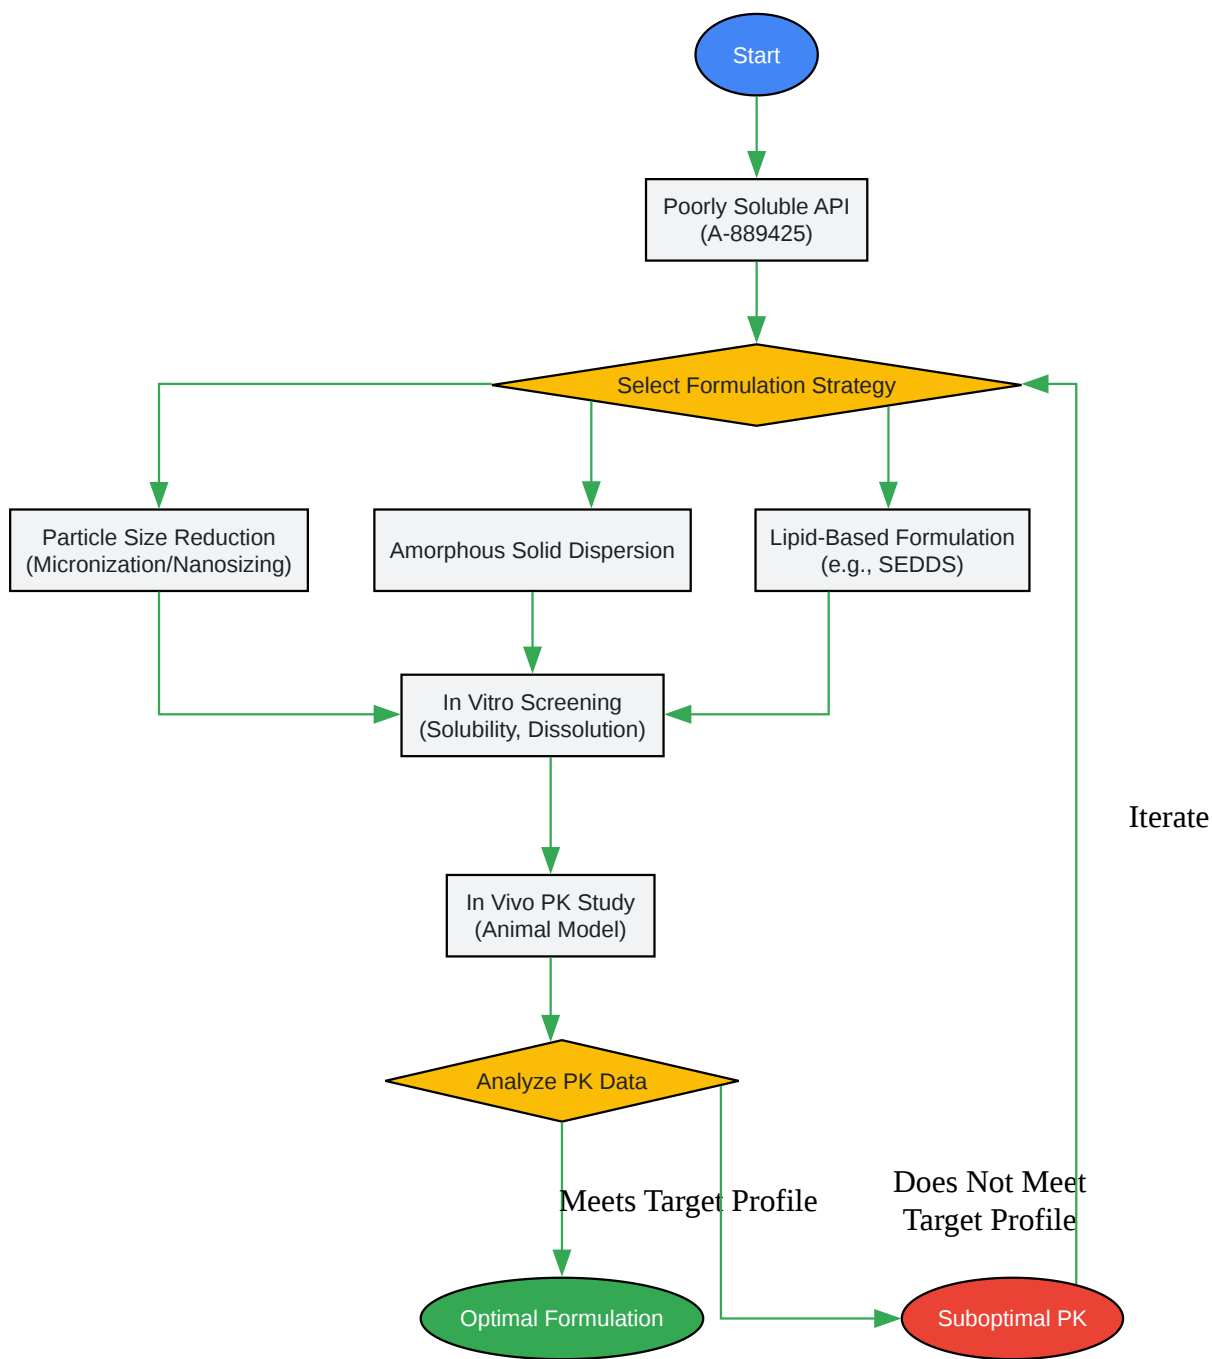 Start
Poorly Soluble API
(A-889425)
Select Formulation Strategy
Particle Size Reduction
(Micronization/Nanosizing)
Amorphous Solid Dispersion
Lipid-Based Formulation
(e.g., SEDDS)
In Vitro Screening
(Solubility, Dissolution)
Iterate
In Vivo PK Study
(Animal Model)
Analyze PK Data
Meets Target Profile
Does Not Meet
Target Profile
Optimal Formulation
Suboptimal PK